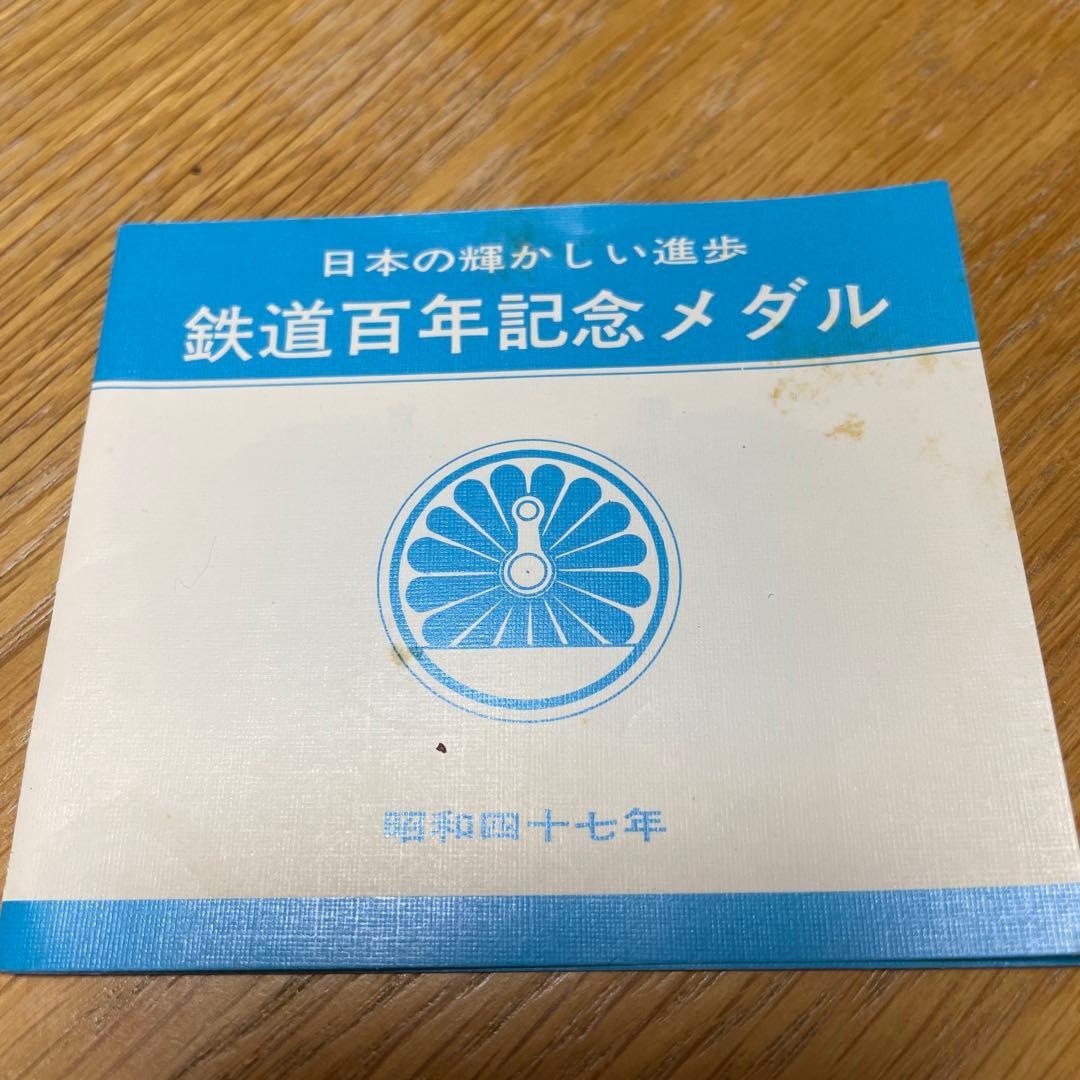 日本の輝かしい進歩
鉄道百年記念メダル
昭和四十七年